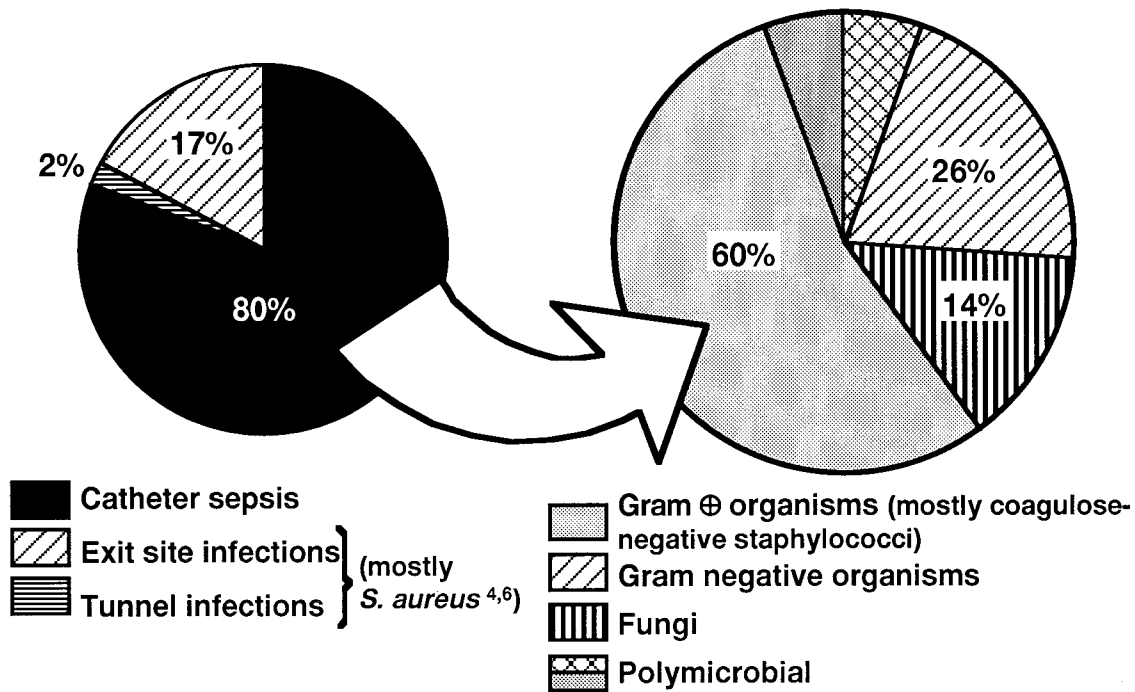 17%
2%
80%
26%
60%
14%
Catheter sepsis
Exit site infections
Tunnel infections
(mostly
S. aureus 4,6)
Gram ⊕ organisms (mostly coagulose-
negative staphylococci)
Gram negative organisms
Fungi
Polymicrobial